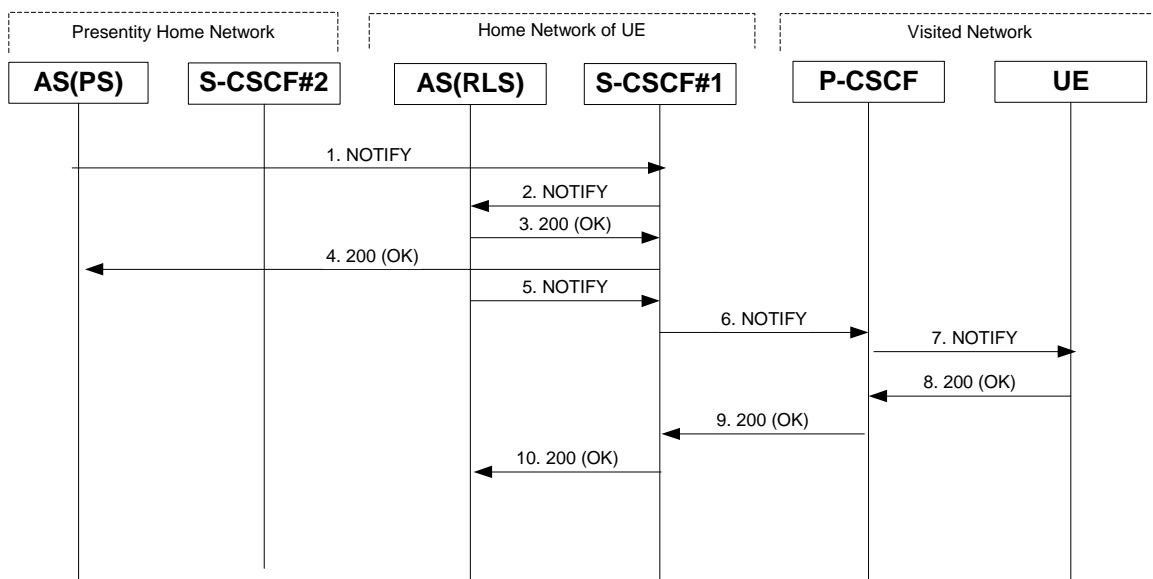 Presentity Home Network
Home Network of UE
Visited Network
AS(PS)
S-CSCF#2
AS(RLS)
S-CSCF#1
P-CSCF
UE
1. NOTIFY
2. NOTIFY
3. 200 (OK)
4. 200 (OK)
5. NOTIFY
6. NOTIFY
7. NOTIFY
8. 200 (OK)
9. 200 (OK)
10. 200 (OK)